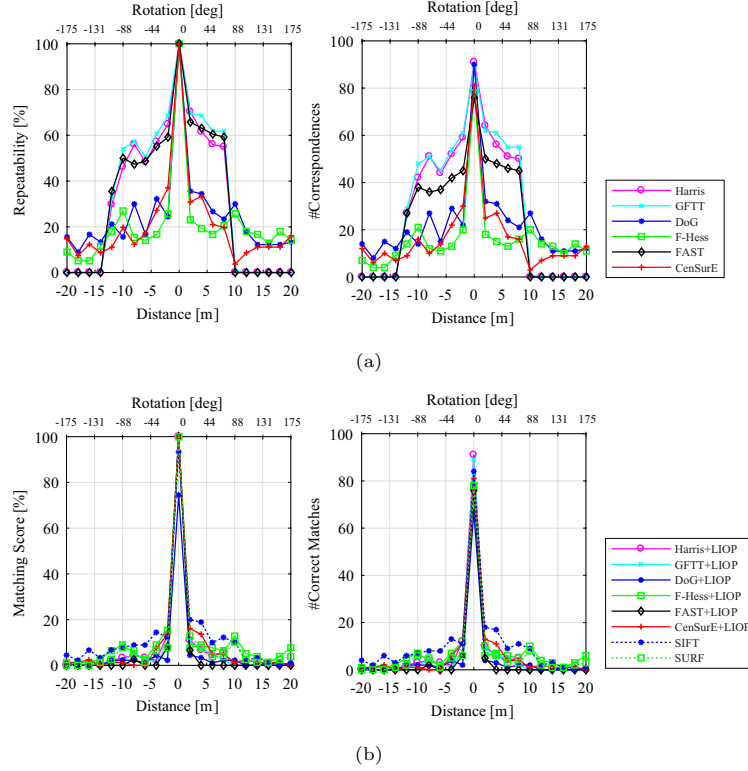 Rotation [deg]
-175 -131 -88 -44 0 44 88 131 175
100
80
60
40
20
0
Repeatability [%]
-20 -15 -10 -5 0 5 10 15 20
Distance [m]
Rotation [deg]
-175 -131 -88 -44 0 44 88 131 175
100
80
60
40
20
0
#Correspondences
-20 -15 -10 -5 0 5 10 15 20
Distance [m]
Harris
GFTT
DoG
F-Hess
FAST
CenSurE
(a)
Rotation [deg]
-175 -131 -88 -44 0 44 88 131 175
100
80
60
40
20
0
Matching Score [%]
-20 -15 -10 -5 0 5 10 15 20
Distance [m]
Rotation [deg]
-175 -131 -88 -44 0 44 88 131 175
100
80
60
40
20
0
#Correct Matches
-20 -15 -10 -5 0 5 10 15 20
Distance [m]
Harris+LIOP
GFTT+LIOP
DoG+LIOP
F-Hess+LIOP
FAST+LIOP
CenSurE+LIOP
SIFT
SURF
(b)